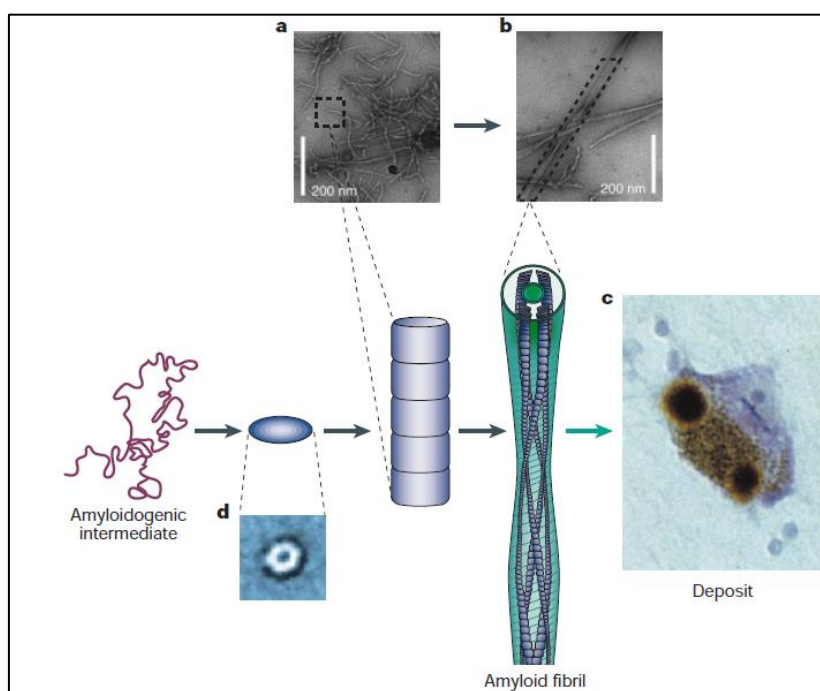 a
b
200 nm
200 nm
c
Amyloidogenic
intermediate
d
Deposit
Amyloid fibril